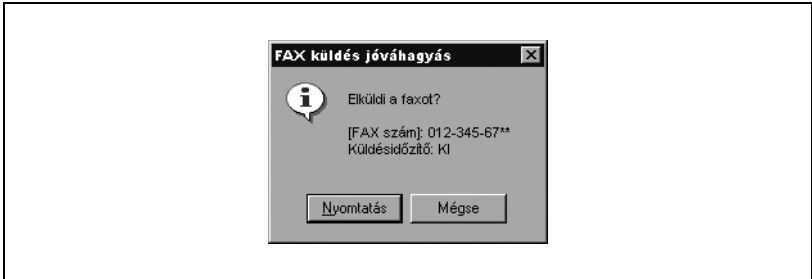 FAX küldés jóváhagyás
Elküldi a faxot?
[FAX szám]: 012-345-67**
Küldésidőzítő: KI
Nyomtatás Mégse